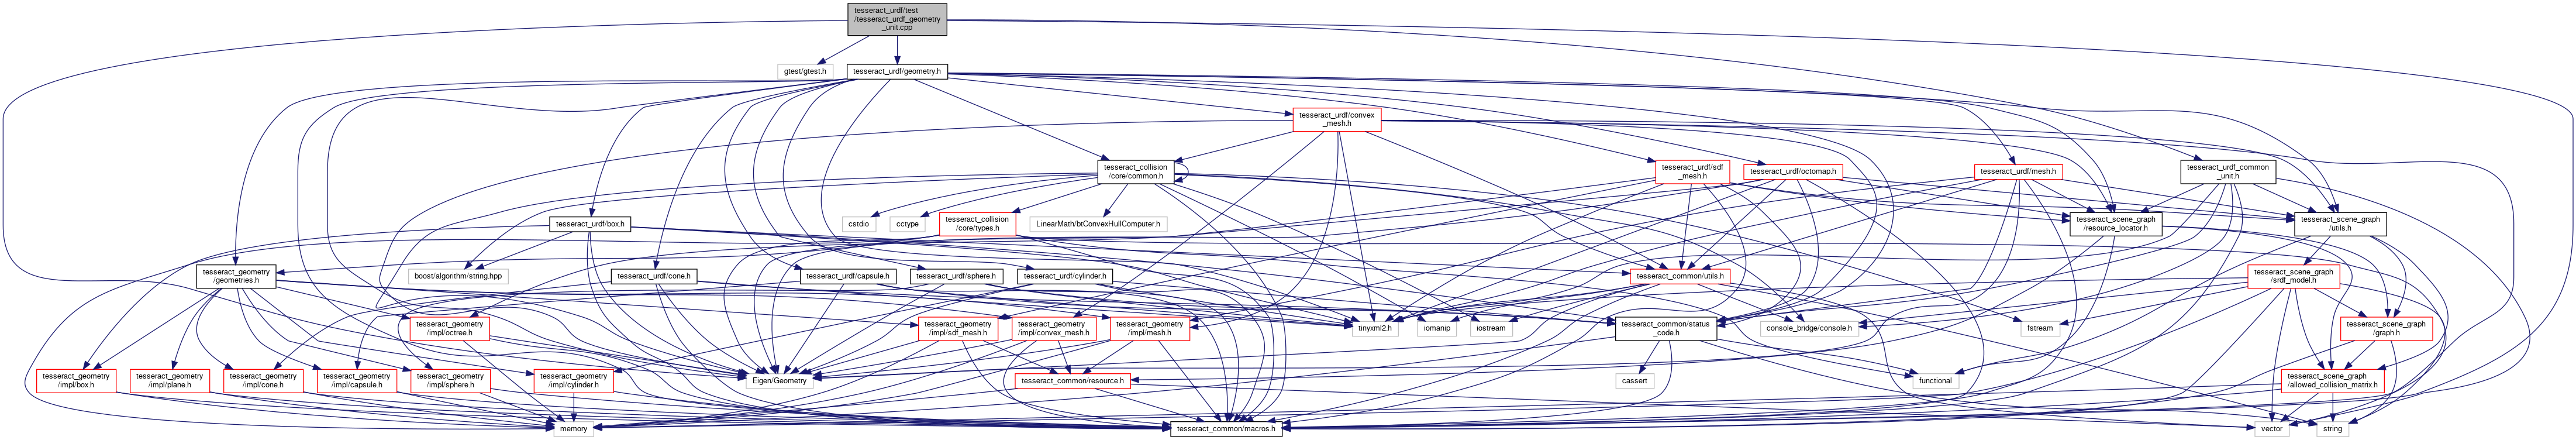 tesseract_urdf/test
/tesseract_urdf_geometry
_unit.cpp
gtest/gtest.h
tesseract_urdf/geometry.h
tesseract_urdf/convex
_mesh.h
tesseract_collision
/core/common.h
tesseract_urdf/sdf
_mesh.h
tesseract_urdf/octomap.h
tesseract_urdf/mesh.h
tesseract_urdf_common
_unit.h
tesseract_urdf/box.h
cstdio
cctype
tesseract_collision
/core/types.h
LinearMath/btConvexHullComputer.h
tesseract_scene_graph
/resource_locator.h
tesseract_scene_graph
/utils.h
tesseract_geometry
/geometries.h
boost/algorithm/string.hpp
tesseract_urdf/cone.h
tesseract_urdf/capsule.h
tesseract_urdf/sphere.h
tesseract_urdf/cylinder.h
tesseract_common/utils.h
tesseract_scene_graph
/srdf_model.h
tesseract_geometry
/impl/octree.h
tesseract_geometry
/impl/sdf_mesh.h
tesseract_geometry
/impl/convex_mesh.h
tesseract_geometry
/impl/mesh.h
tinyxml2.h
iomanip
iostream
tesseract_common/status
_code.h
console_bridge/console.h
fstream
tesseract_scene_graph
/graph.h
tesseract_geometry
/impl/box.h
tesseract_geometry
/impl/plane.h
tesseract_geometry
/impl/cone.h
tesseract_geometry
/impl/capsule.h
tesseract_geometry
/impl/sphere.h
tesseract_geometry
/impl/cylinder.h
Eigen/Geometry
tesseract_common/resource.h
cassert
functional
tesseract_scene_graph
/allowed_collision_matrix.h
memory
tesseract_common/macros.h
vector
string